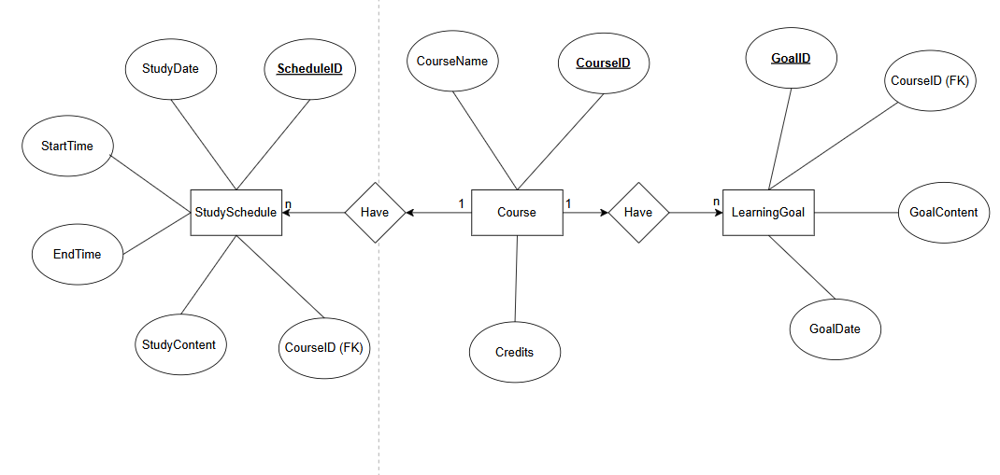 StudyDate
ScheduleID
CourseName
CourseID
GoalID
CourseID (FK)
StartTime
StudySchedule
n
Have
1
Course
1
Have
n
LearningGoal
GoalContent
EndTime
StudyContent
CourseID (FK)
Credits
GoalDate